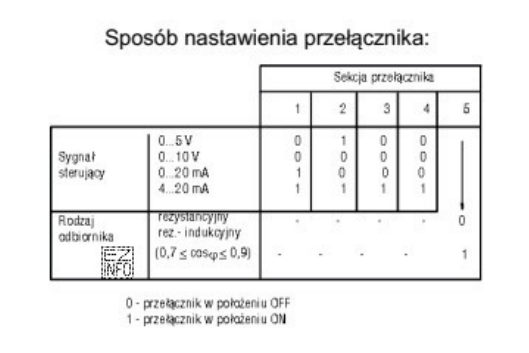 Sposób nastawienia przełącznika:
Sekcja przełącznika
1 2 3 4 5
Sygnał sterujący
0...5 V 0 1 0 0
0...10 V 0 0 0 0
0...20 mA 1 0 0 0
4...20 mA 1 1 1 1
Rodzaj odbiornika
rezystancyjny - - - - 0
rez.- indukcyjny
(0,7 ≤ cosφ ≤ 0,9) - - - - 1
EZ
INFO
0 - przełącznik w położeniu OFF
1 - przełącznik w położeniu ON